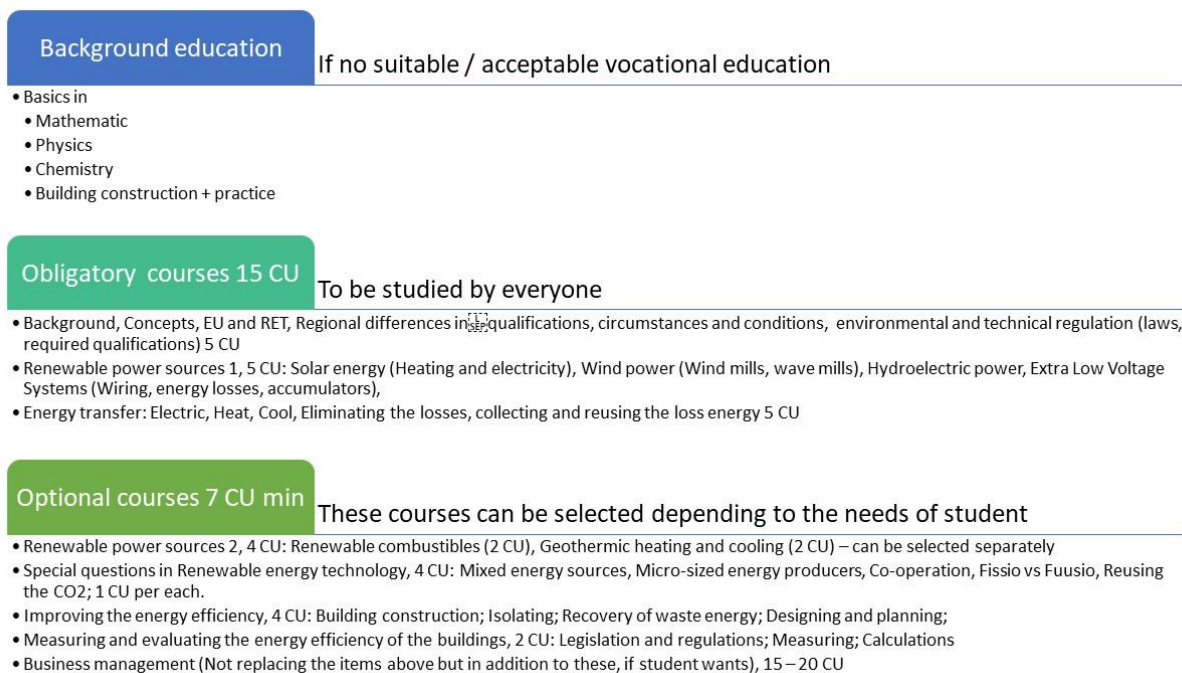 Background education
If no suitable / acceptable vocational education
• Basics in
• Mathematic
• Physics
• Chemistry
• Building construction + practice
Obligatory courses 15 CU
To be studied by everyone
• Background, Concepts, EU and RET, Regional differences in qualifications, circumstances and conditions, environmental and technical regulation (laws,
required qualifications) 5 CU
• Renewable power sources 1, 5 CU: Solar energy (Heating and electricity), Wind power (Wind mills, wave mills), Hydroelectric power, Extra Low Voltage
Systems (Wiring, energy losses, accumulators),
• Energy transfer: Electric, Heat, Cool, Eliminating the losses, collecting and reusing the loss energy 5 CU
Optional courses 7 CU min
These courses can be selected depending to the needs of student
• Renewable power sources 2, 4 CU: Renewable combustibles (2 CU), Geothermic heating and cooling (2 CU) – can be selected separately
• Special questions in Renewable energy technology, 4 CU: Mixed energy sources, Micro-sized energy producers, Co-operation, Fissio vs Fuusio, Reusing
the CO2; 1 CU per each.
• Improving the energy efficiency, 4 CU: Building construction; Isolating; Recovery of waste energy; Designing and planning;
• Measuring and evaluating the energy efficiency of the buildings, 2 CU: Legislation and regulations; Measuring; Calculations
• Business management (Not replacing the items above but in addition to these, if student wants), 15 – 20 CU